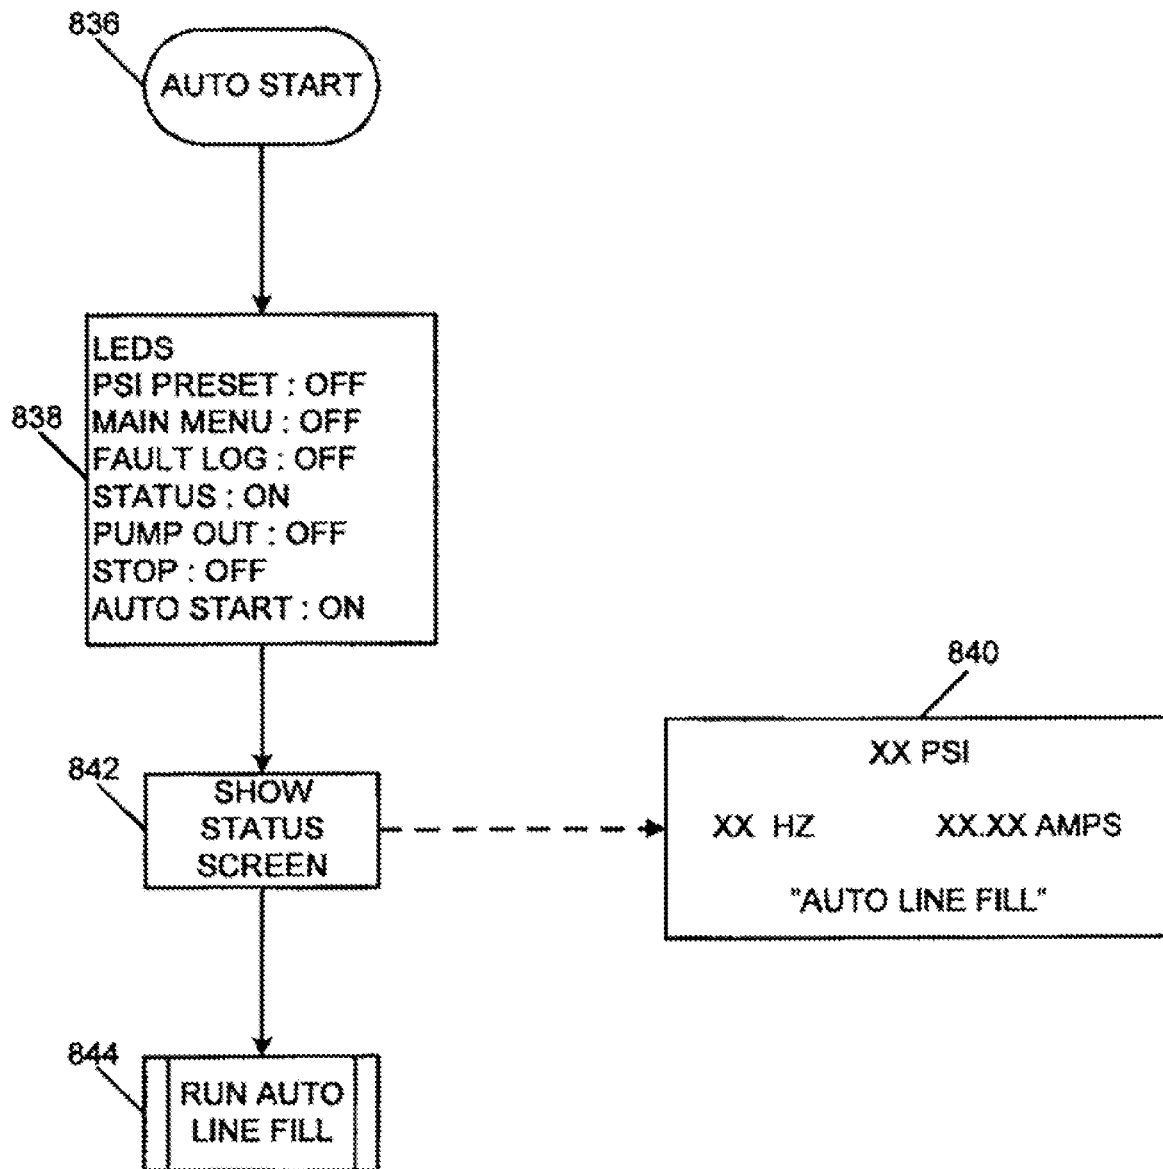 836
AUTO START
838
LEDS
PSI PRESET : OFF
MAIN MENU : OFF
FAULT LOG : OFF
STATUS : ON
PUMP OUT : OFF
STOP : OFF
AUTO START : ON
842
SHOW
STATUS
SCREEN
840
XX PSI
XX HZ XX.XX AMPS
"AUTO LINE FILL"
844
RUN AUTO
LINE FILL